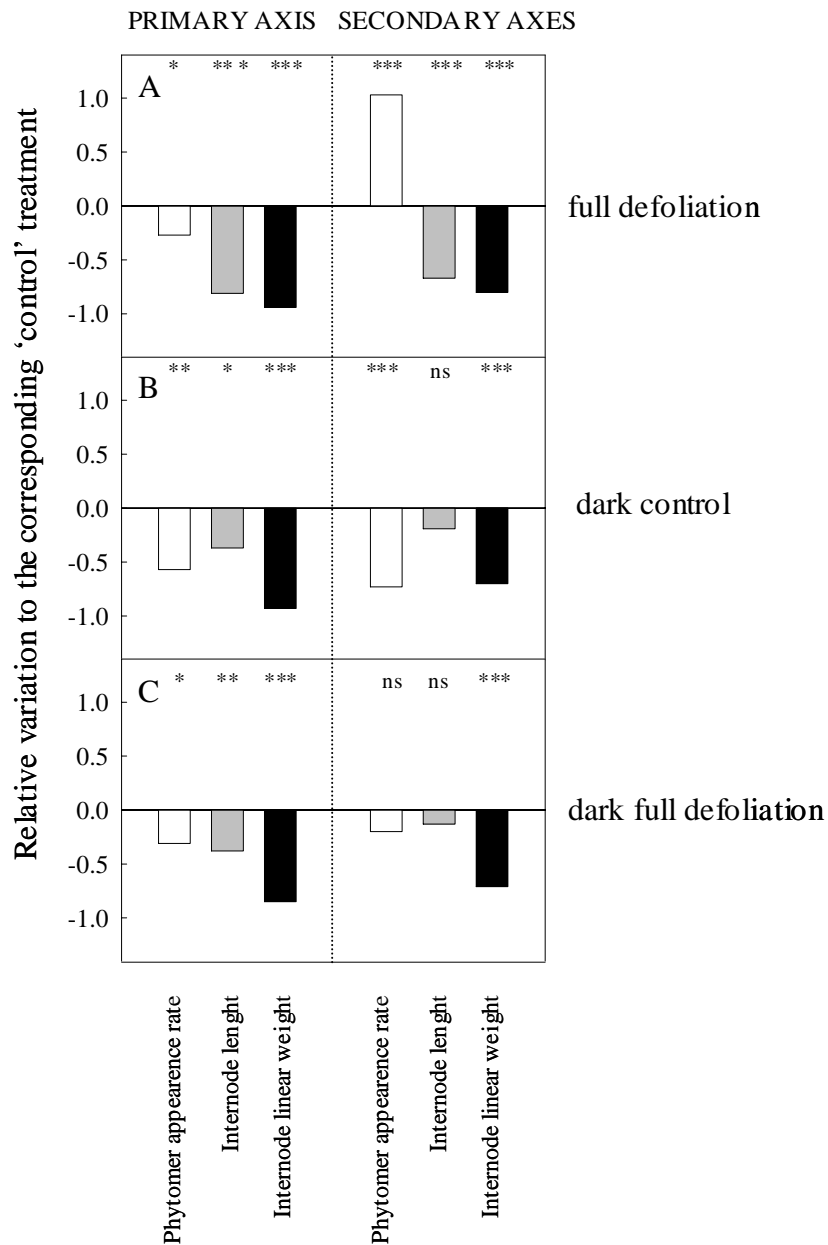 PRIMARY AXIS SECONDARY AXES
Relative variation to the corresponding ‘control’ treatment
A
* ** * *** *** *** ***
1.0
0.5
0.0
-0.5
-1.0
full defoliation
B
** * *** *** ns ***
1.0
0.5
0.0
-0.5
-1.0
dark control
C
* ** *** ns ns ***
1.0
0.5
0.0
-0.5
-1.0
dark full defoliation
Phytomer appearence rate
Internode lenght
Internode linear weight
Phytomer appearence rate
Internode lenght
Internode linear weight